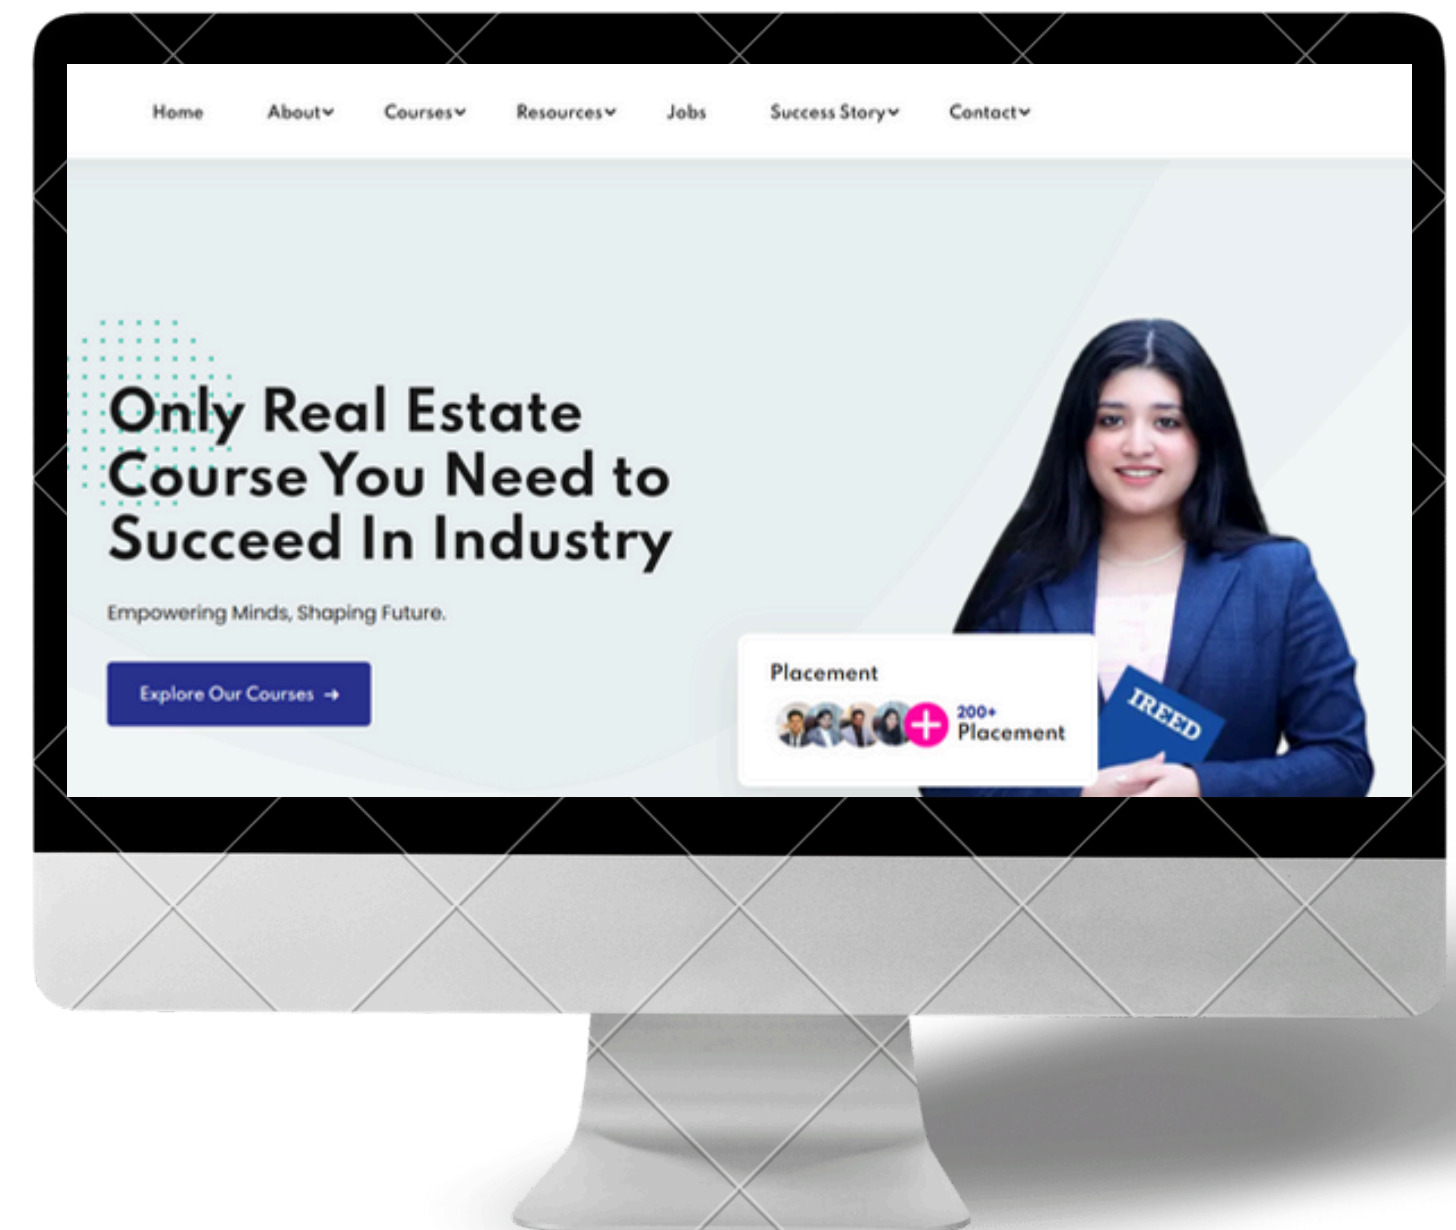 Home About Courses Resources Jobs Success Story Contact
Only Real Estate
Course You Need to
Succeed In Industry
Empowering Minds, Shaping Future.
Explore Our Courses →
Placement
200+
Placement
IREED